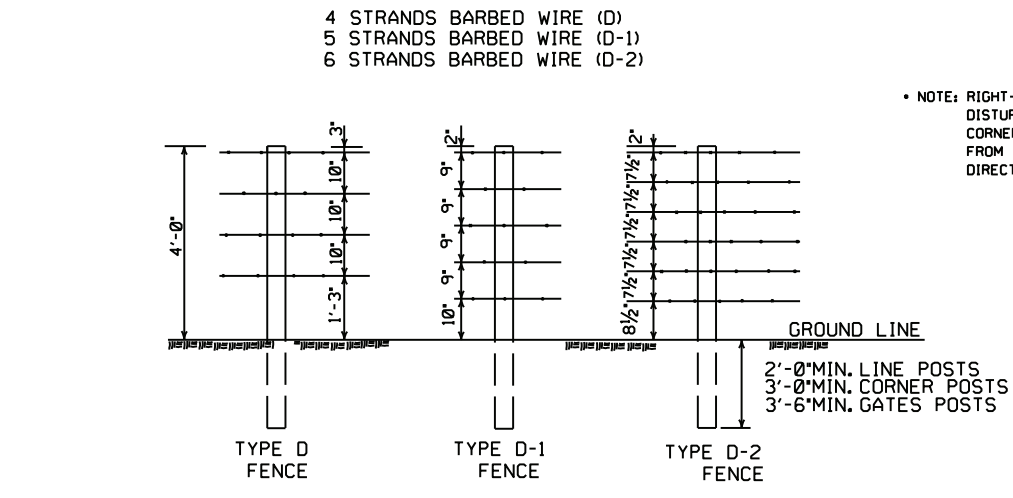 4 STRANDS BARBED WIRE (D)
5 STRANDS BARBED WIRE (D-1)
6 STRANDS BARBED WIRE (D-2)
• NOTE: RIGHT-
DISTUR
CORNE
FROM
DIRECT
4'-0"
3"
10"
10"
10"
1'-3"
2"
9"
9"
9"
9"
10"
2"
7½"
7½"
7½"
7½"
7½"
8½"
GROUND LINE
2'-0"MIN. LINE POSTS
3'-0"MIN. CORNER POSTS
3'-6"MIN. GATES POSTS
TYPE D
FENCE
TYPE D-1
FENCE
TYPE D-2
FENCE